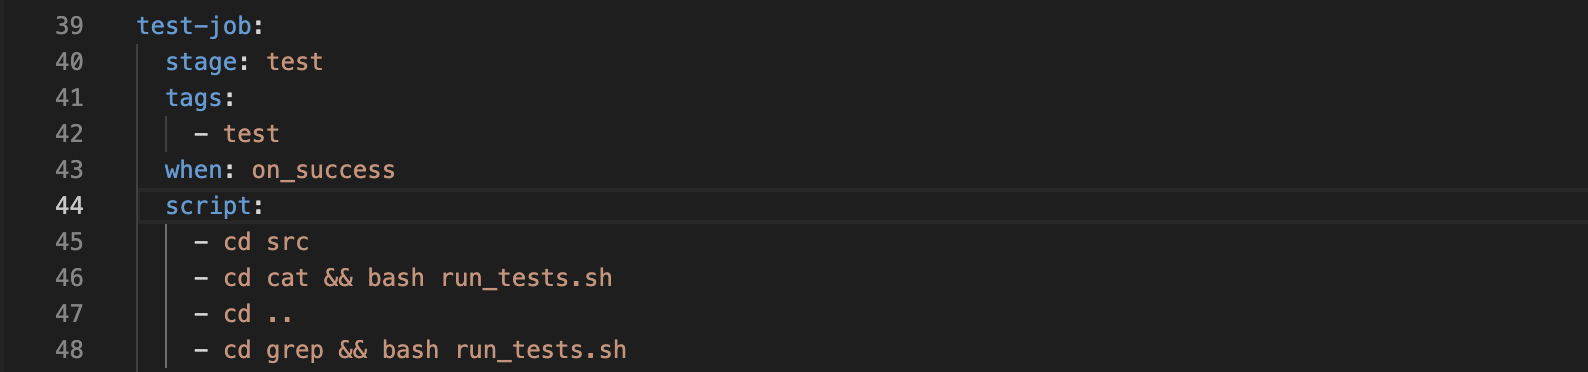 39 test-job:
40 stage: test
41 tags:
42 - test
43 when: on_success
44 script:
45 - cd src
46 - cd cat && bash run_tests.sh
47 - cd ..
48 - cd grep && bash run_tests.sh